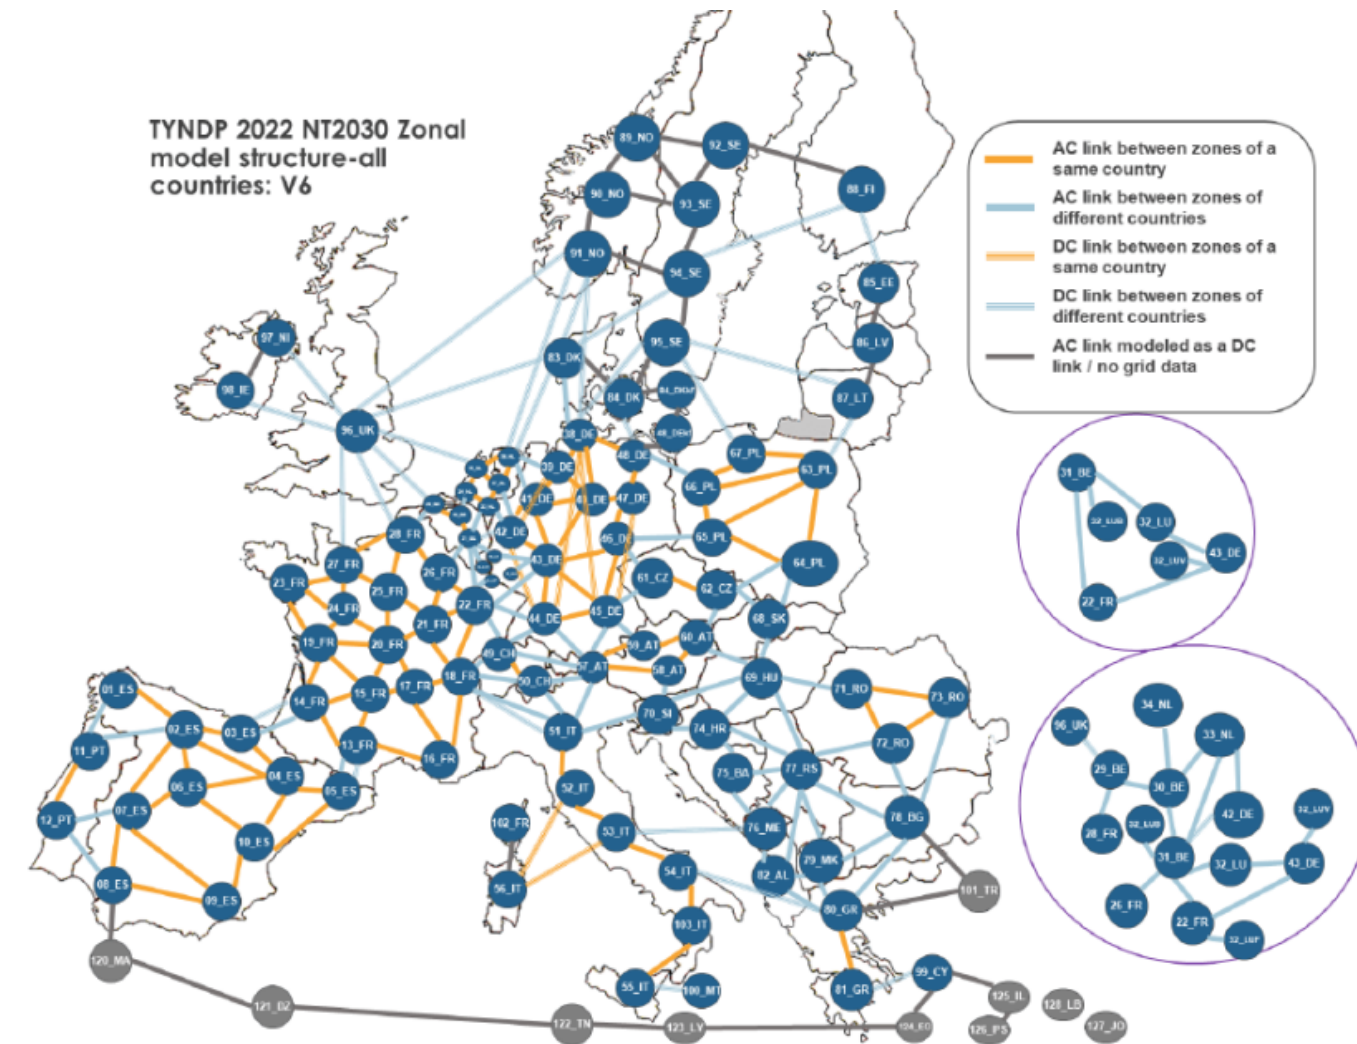 TYNDP 2022 NT2030 Zonal
model structure-all
countries: V6
AC link between zones of a
same country
AC link between zones of
different countries
DC link between zones of a
same country
DC link between zones of
different countries
AC link modeled as a DC
link / no grid data
89_NO
92_SE
88_FI
90_NO
93_SE
91_NO
94_SE
85_EE
97_NI
83_DK
95_SE
86_LV
98_IE
84_DK
87_LT
96_UK
38_DE
48_DE
67_PL
63_PL
39_DE
66_PL
41_DE
47_DE
28_FR
42_DE
65_PL
27_FR
43_DE
64_PL
23_FR
26_FR
61_CZ
62_CZ
25_FR
24_FR
22_FR
44_DE
45_DE
68_SK
21_FR
19_FR
20_FR
59_AT
60_AT
49_CH
57_AT
58_AT
18_FR
50_CH
69_HU
01_ES
14_FR
15_FR
17_FR
71_RO
73_RO
70_SI
02_ES
03_ES
51_IT
74_HR
11_PT
13_FR
16_FR
72_RO
04_ES
75_BA
77_RS
06_ES
05_ES
52_IT
07_ES
12_PT
102_FR
53_IT
76_ME
78_BG
10_ES
79_MK
54_IT
82_AL
08_ES
56_IT
101_TR
09_ES
80_GR
103_IT
120_MA
55_IT
100_MT
81_GR
99_CY
121_DZ
125_IL
128_LB
122_TN
123_LY
126_PS
127_JO
31_BE
32_LUB
32_LU
43_DE
32_LUV
22_FR
34_NL
96_UK
33_NL
29_BE
30_BE
42_DE
32_LUV
28_FR
32_LUB
31_BE
32_LU
43_DE
26_FR
22_FR